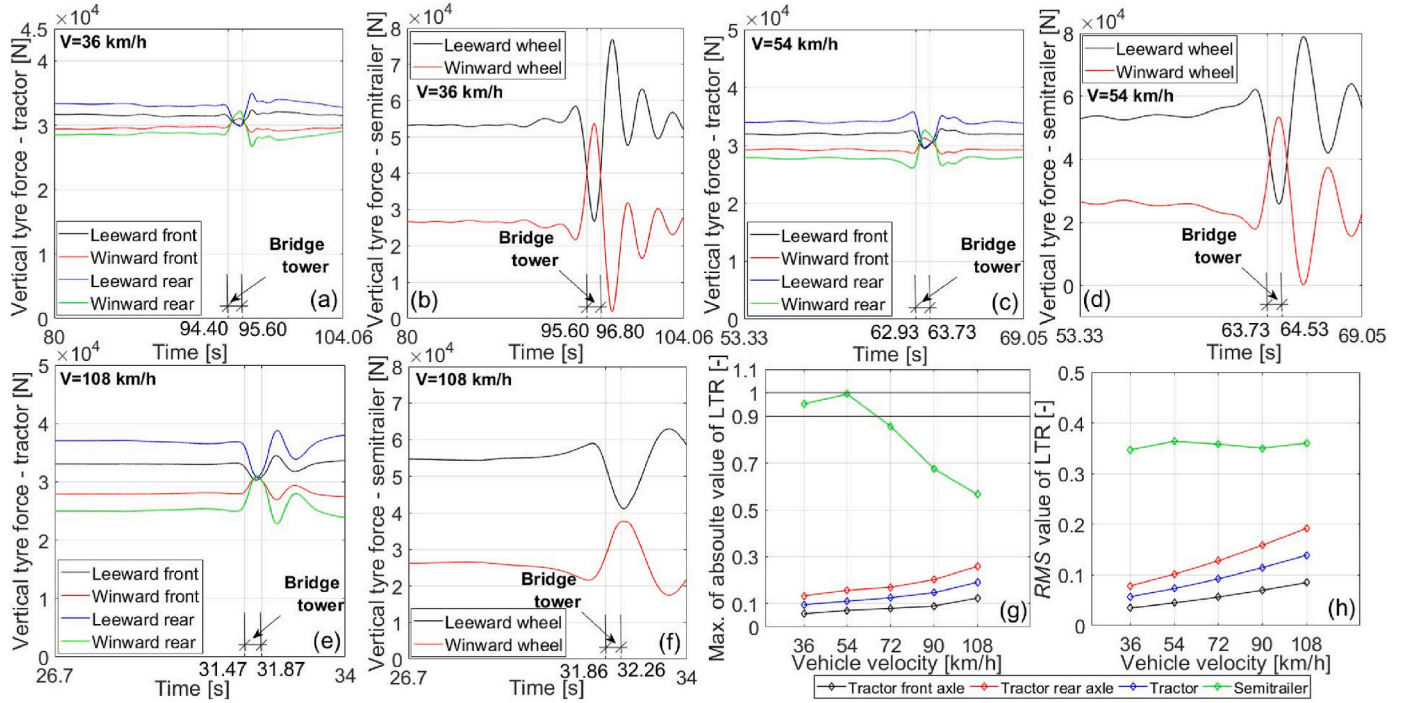 ×10⁴
4.5
4
3.5
3
2.5
2
1.5
1
0.5
0
Vertical tyre force - tractor [N]
V=36 km/h
Leeward front
Winward front
Leeward rear
Winward rear
Bridge
tower
(a)
80
94.40
95.60
104.06
Time [s]
×10⁴
8
7
6
5
4
3
2
1
0
Vertical tyre force - semitrailer [N]
Leeward wheel
Winward wheel
V=36 km/h
Bridge
tower
(b)
80
95.60
96.80
104.06
Time [s]
×10⁴
5
4
3
2
1
0
Vertical tyre force - tractor [N]
V=54 km/h
Leeward front
Winward front
Leeward rear
Winward rear
Bridge
tower
(c)
53.33
62.93
63.73
69.05
Time [s]
×10⁴
8
6
4
2
0
Vertical tyre force - semitrailer [N]
Leeward wheel
Winward wheel
V=54 km/h
Bridge
tower
(d)
53.33
63.73
64.53
69.05
Time [s]
×10⁴
5
4
3
2
1
0
Vertical tyre force - tractor [N]
V=108 km/h
Leeward front
Winward front
Leeward rear
Winward rear
Bridge
tower
(e)
26.7
31.47
31.87
34
Time [s]
×10⁴
8
7
6
5
4
3
2
1
0
Vertical tyre force - semitrailer [N]
V=108 km/h
Leeward wheel
Winward wheel
Bridge
tower
(f)
26.7
31.86
32.26
34
Time [s]
1.1
1
0.9
0.7
0.5
0.3
0.1
0
Max. of absouilte value of LTR [-]
(g)
36
54
72
90
108
Vehicle velocity [km/h]
0.5
0.4
0.3
0.2
0.1
0.0
RMS value of LTR [-]
(h)
36
54
72
90
108
Vehicle velocity [km/h]
Tractor front axle Tractor rear axle Tractor Semitrailer